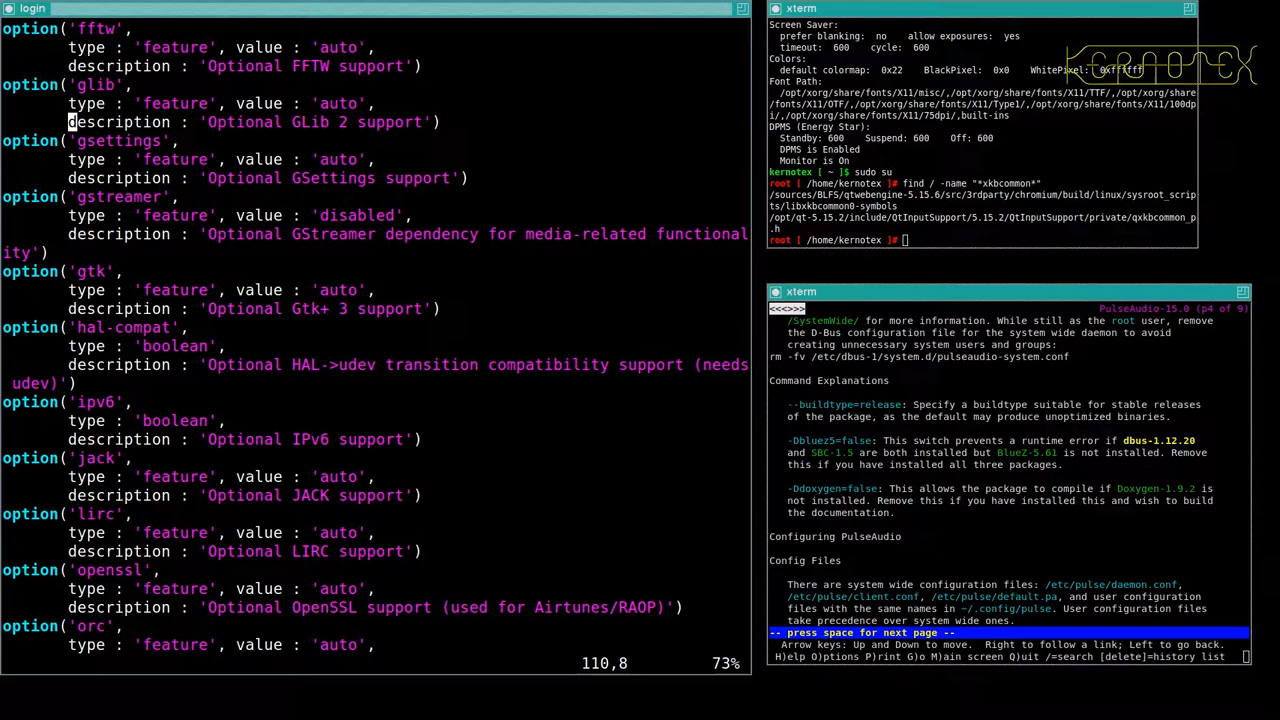 login
option('fftw',
type : 'feature', value : 'auto',
description : 'Optional FFTW support')
option('glib',
type : 'feature', value : 'auto',
description : 'Optional GLib 2 support')
option('gsettings',
type : 'feature', value : 'auto',
description : 'Optional GSettings support')
option('gstreamer',
type : 'feature', value : 'disabled',
description : 'Optional GStreamer dependency for media-related functional
ity')
option('gtk',
type : 'feature', value : 'auto',
description : 'Optional Gtk+ 3 support')
option('hal-compat',
type : 'boolean',
description : 'Optional HAL->udev transition compatibility support (needs
udev)')
option('ipv6',
type : 'boolean',
description : 'Optional IPv6 support')
option('jack',
type : 'feature', value : 'auto',
description : 'Optional JACK support')
option('lirc',
type : 'feature', value : 'auto',
description : 'Optional LIRC support')
option('openssl',
type : 'feature', value : 'auto',
description : 'Optional OpenSSL support (used for Airtunes/RAOP)')
option('orc',
type : 'feature', value : 'auto',
110,8 73%
xterm
Screen Saver:
prefer blanking: no allow exposures: yes
timeout: 600 cycle: 600
Colors:
default colormap: 0x22 BlackPixel: 0x0 WhitePixel: 0xffffff
Font Path:
/opt/xorg/share/fonts/X11/misc/,/opt/xorg/share/fonts/X11/TTF/,/opt/xorg/share/
fonts/X11/OTF/,/opt/xorg/share/fonts/X11/Type1/,/opt/xorg/share/fonts/X11/100dp
i/,/opt/xorg/share/fonts/X11/75dpi/,built-ins
DPMS (Energy Star):
Standby: 600 Suspend: 600 Off: 600
DPMS is Enabled
Monitor is On
kernotex [ ~ ]$ sudo su
root [ /home/kernotex ]# find / -name "*xkbcommon*"
/sources/BLFS/qtwebengine-5.15.6/src/3rdparty/chromium/build/linux/sysroot_scrip
ts/libxkbcommon0-symbols
/opt/qt-5.15.2/include/QtInputSupport/5.15.2/QtInputSupport/private/qxkbcommon_p
.h
root [ /home/kernotex ]#
KERNOTEX
xterm
<<<>>> PulseAudio-15.0 (p4 of 9)
/SystemWide/ for more information. While still as the root user, remove
the D-Bus configuration file for the system wide daemon to avoid
creating unnecessary system users and groups:
rm -fv /etc/dbus-1/system.d/pulseaudio-system.conf
Command Explanations
--buildtype=release: Specify a buildtype suitable for stable releases
of the package, as the default may produce unoptimized binaries.
-Dbluez5=false: This switch prevents a runtime error if dbus-1.12.20
and SBC-1.5 are both installed but BlueZ-5.61 is not installed. Remove
this if you have installed all three packages.
-Ddoxygen=false: This allows the package to compile if Doxygen-1.9.2 is
not installed. Remove this if you have installed this and wish to build
the documentation.
Configuring PulseAudio
Config Files
There are system wide configuration files: /etc/pulse/daemon.conf,
/etc/pulse/client.conf, /etc/pulse/default.pa, and user configuration
files with the same names in ~/.config/pulse. User configuration files
take precedence over system wide ones.
-- press space for next page --
Arrow keys: Up and Down to move. Right to follow a link; Left to go back.
H)elp O)ptions P)rint G)o M)ain screen Q)uit /=search [delete]=history list